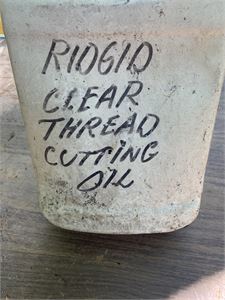 RIDGID
CLEAR
THREAD
CUTTING
OIL